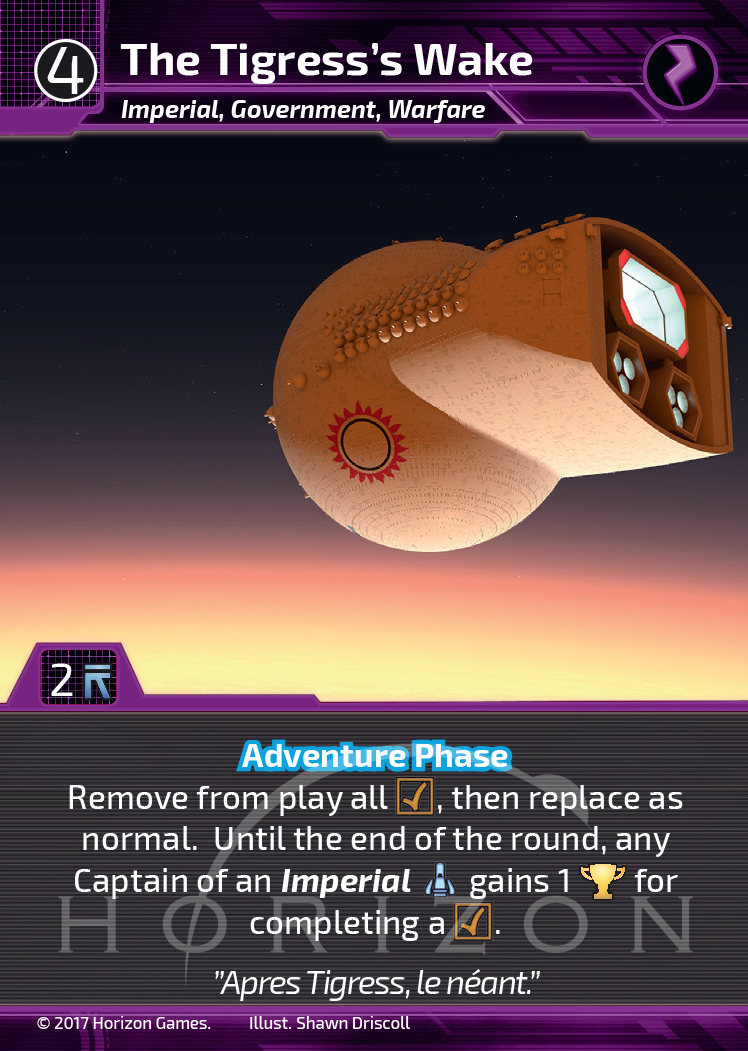 4
The Tigress's Wake
Imperial, Government, Warfare
2
Adventure Phase
Remove from play all , then replace as
normal. Until the end of the round, any
Captain of an Imperial gains 1 for
completing a .
HORIZON
"Apres Tigress, le néant."
© 2017 Horizon Games. Illust. Shawn Driscoll